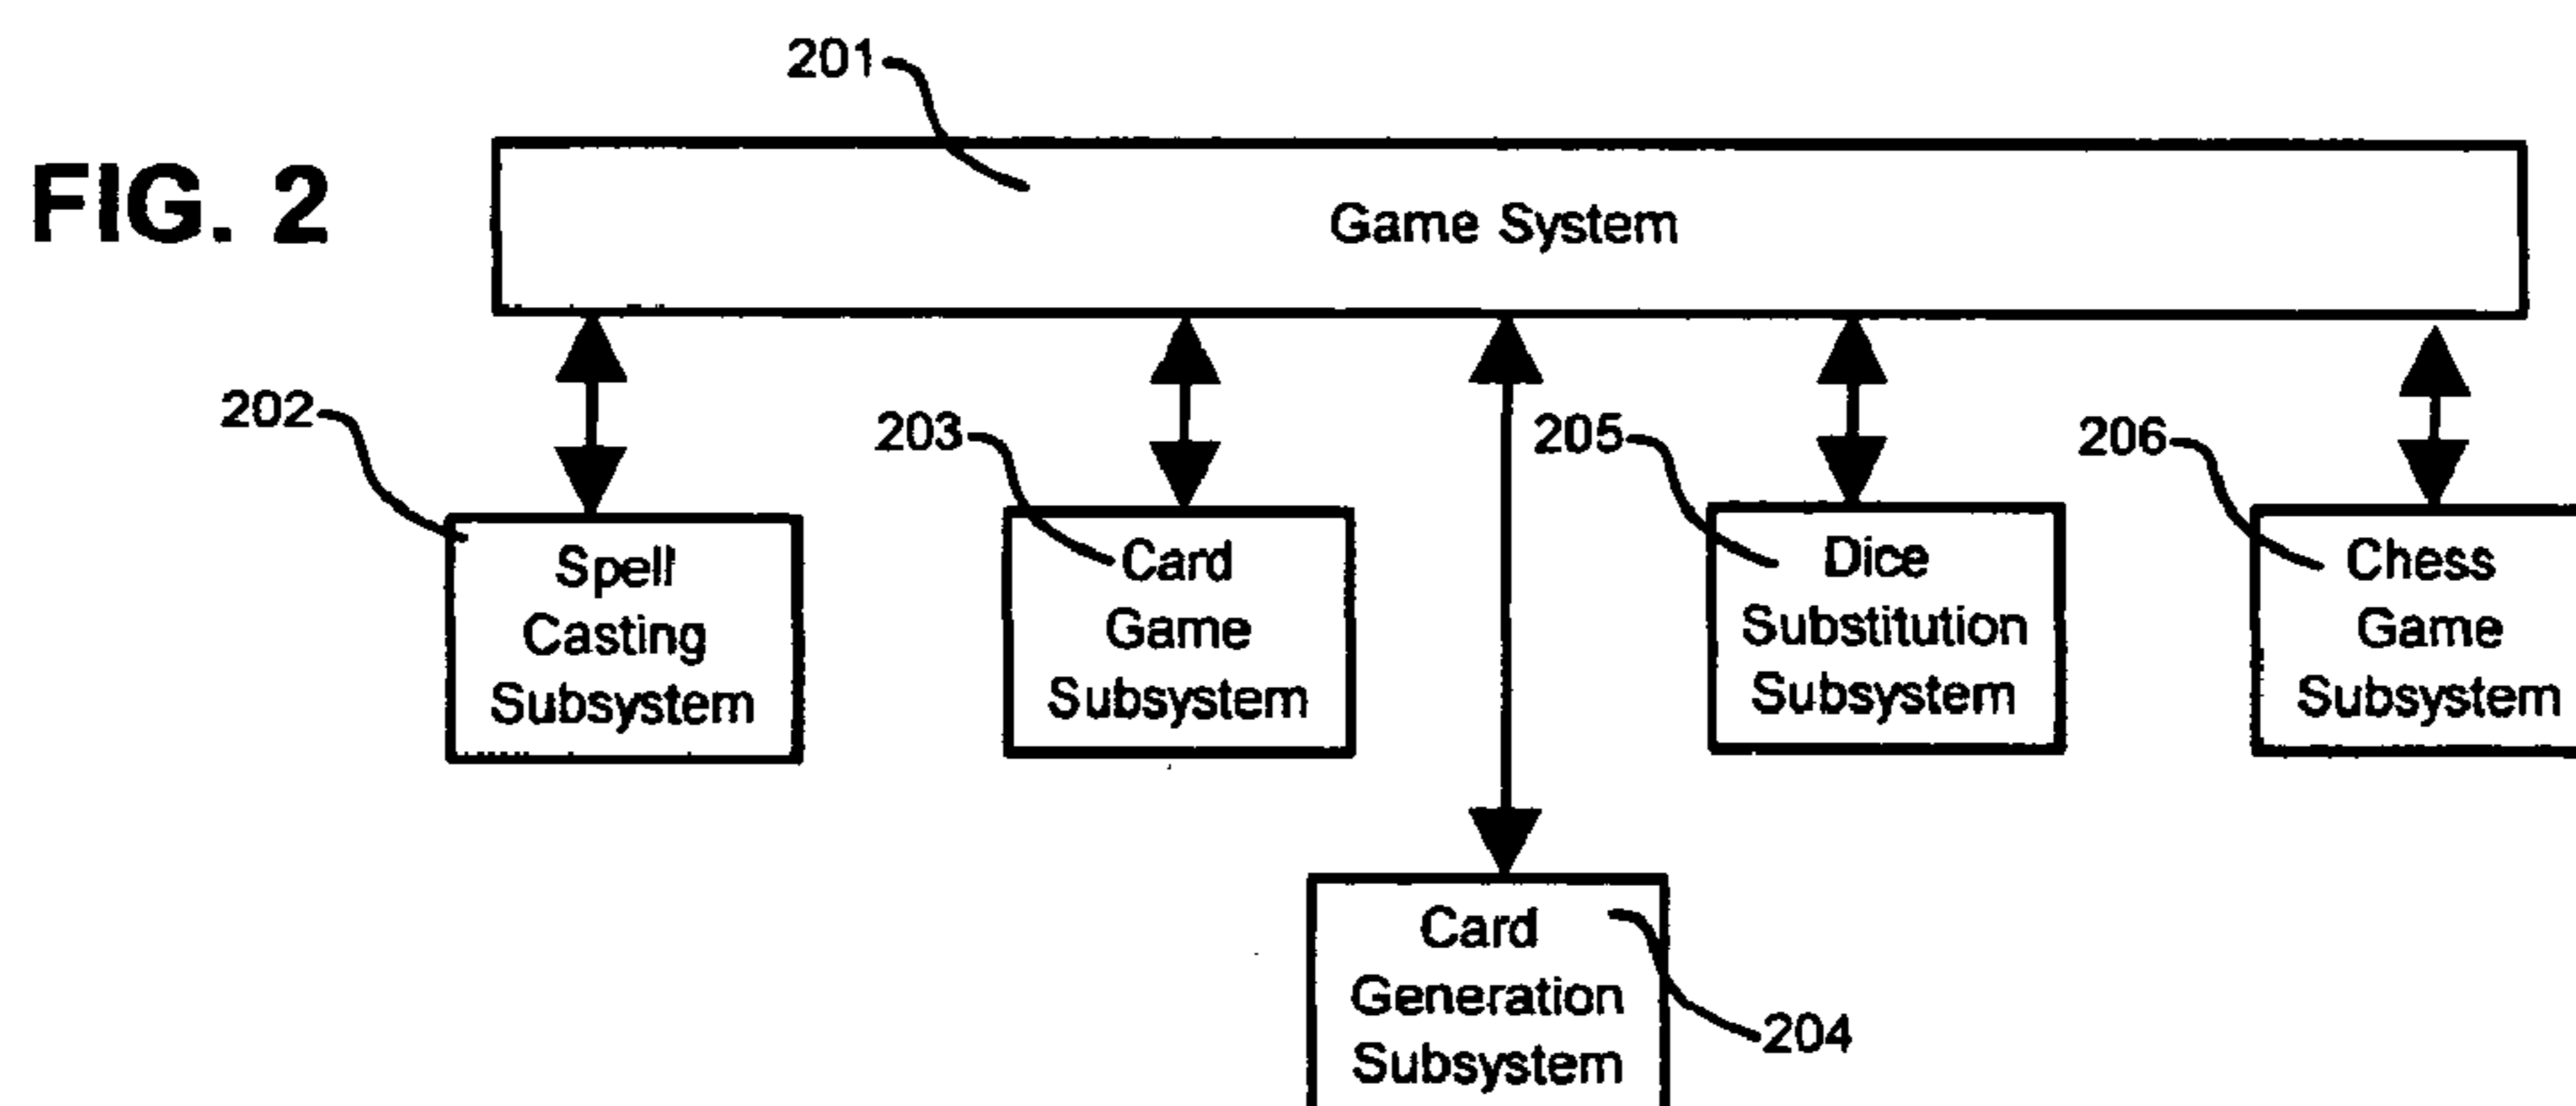 201
FIG. 2
Game System
202
203
205
206
Spell
Casting
Subsystem
Card
Game
Subsystem
Dice
Substitution
Subsystem
Chess
Game
Subsystem
Card
Generation
Subsystem
204